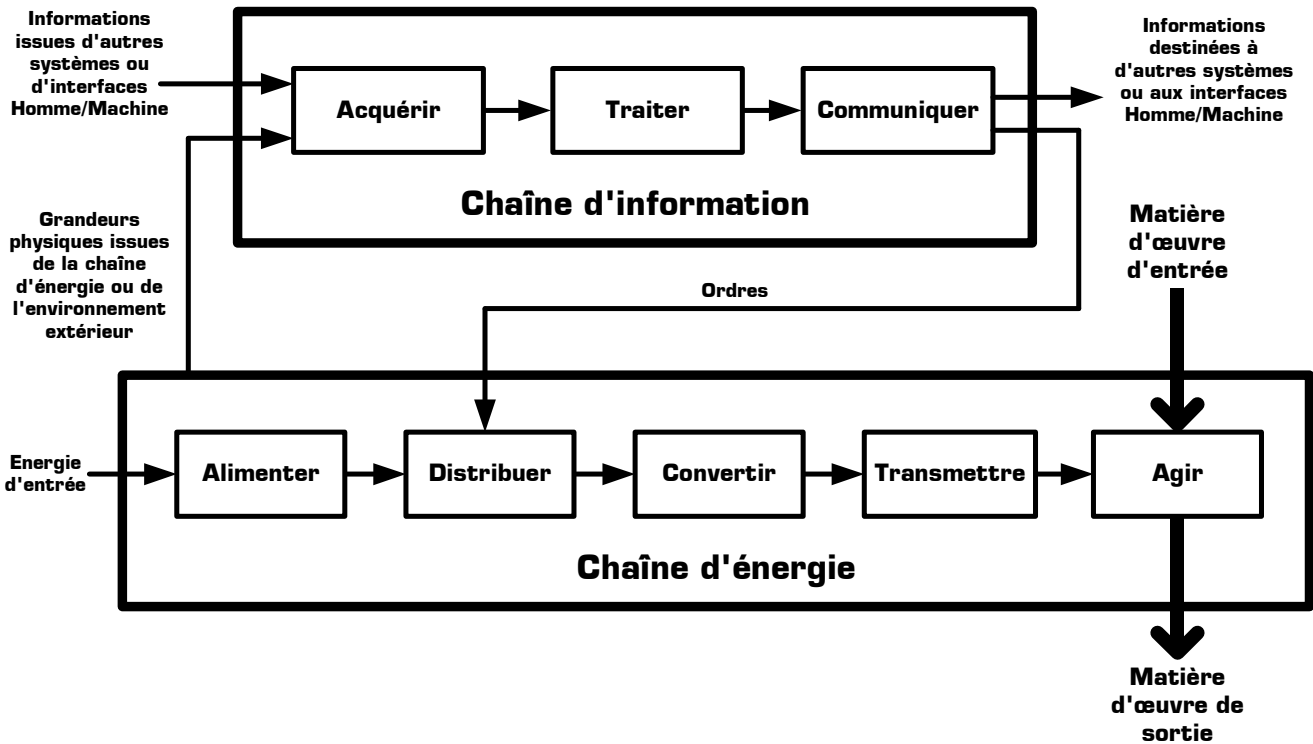 Informations
issues d'autres
systèmes ou
d'interfaces
Homme/Machine
Acquérir
Traiter
Communiquer
Informations
destinées à
d'autres systèmes
ou aux interfaces
Homme/Machine
Chaîne d'information
Grandeurs
physiques issues
de la chaîne
d'énergie ou de
l'environnement
extérieur
Ordres
Matière
d'œuvre
d'entrée
Energie
d'entrée
Alimenter
Distribuer
Convertir
Transmettre
Agir
Chaîne d'énergie
Matière
d'œuvre de
sortie